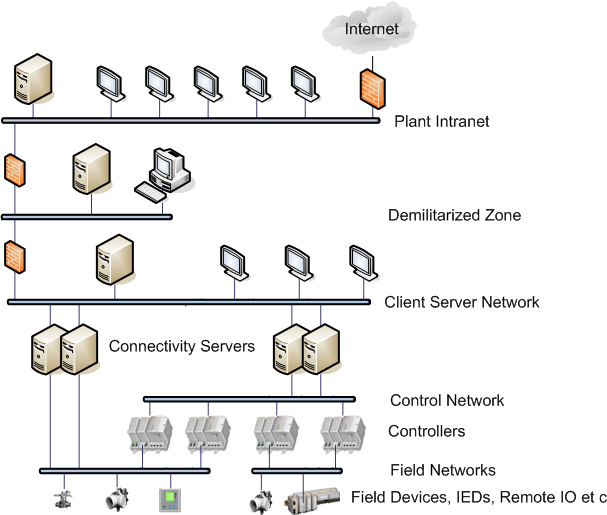 Internet
Plant Intranet
Demilitarized Zone
Client Server Network
Connectivity Servers
Control Network
Controllers
Field Networks
Field Devices, IEDs, Remote IO et c